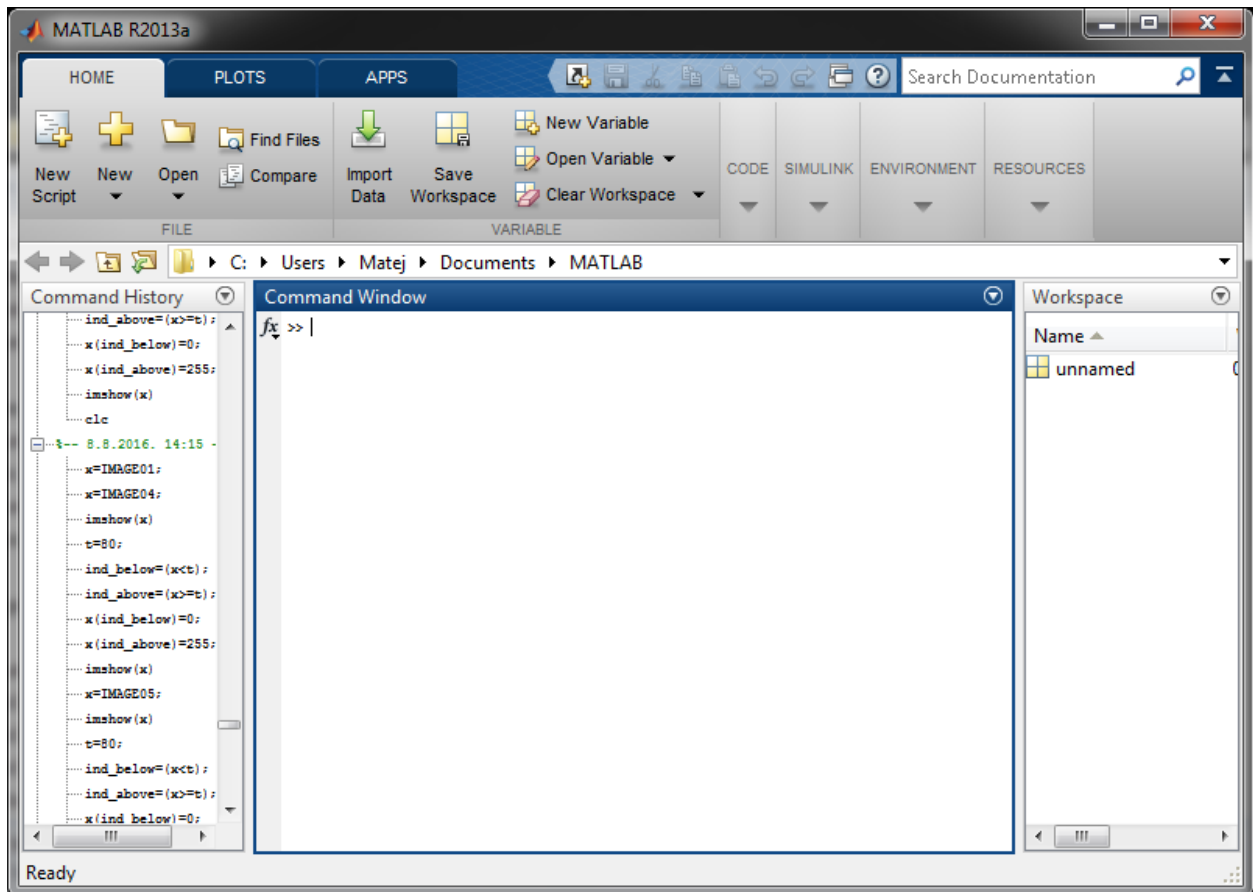 MATLAB R2013a
HOME PLOTS APPS Search Documentation
New Script
New
Open
Find Files
Compare
FILE
Import Data
Save Workspace
New Variable
Open Variable
Clear Workspace
VARIABLE
CODE SIMULINK ENVIRONMENT RESOURCES
C: Users Matej Documents MATLAB
Command History
ind_above=(x>=t);
x(ind_below)=0;
x(ind_above)=255;
imshow(x)
clc
%-- 8.8.2016. 14:15 -
x=IMAGE01;
x=IMAGE04;
imshow(x)
t=80;
ind_below=(x<t);
ind_above=(x>=t);
x(ind_below)=0;
x(ind_above)=255;
imshow(x)
x=IMAGE05;
imshow(x)
t=80;
ind_below=(x<t);
ind_above=(x>=t);
x(ind_below)=0;
Command Window
fx >>
Workspace
Name
unnamed
Ready